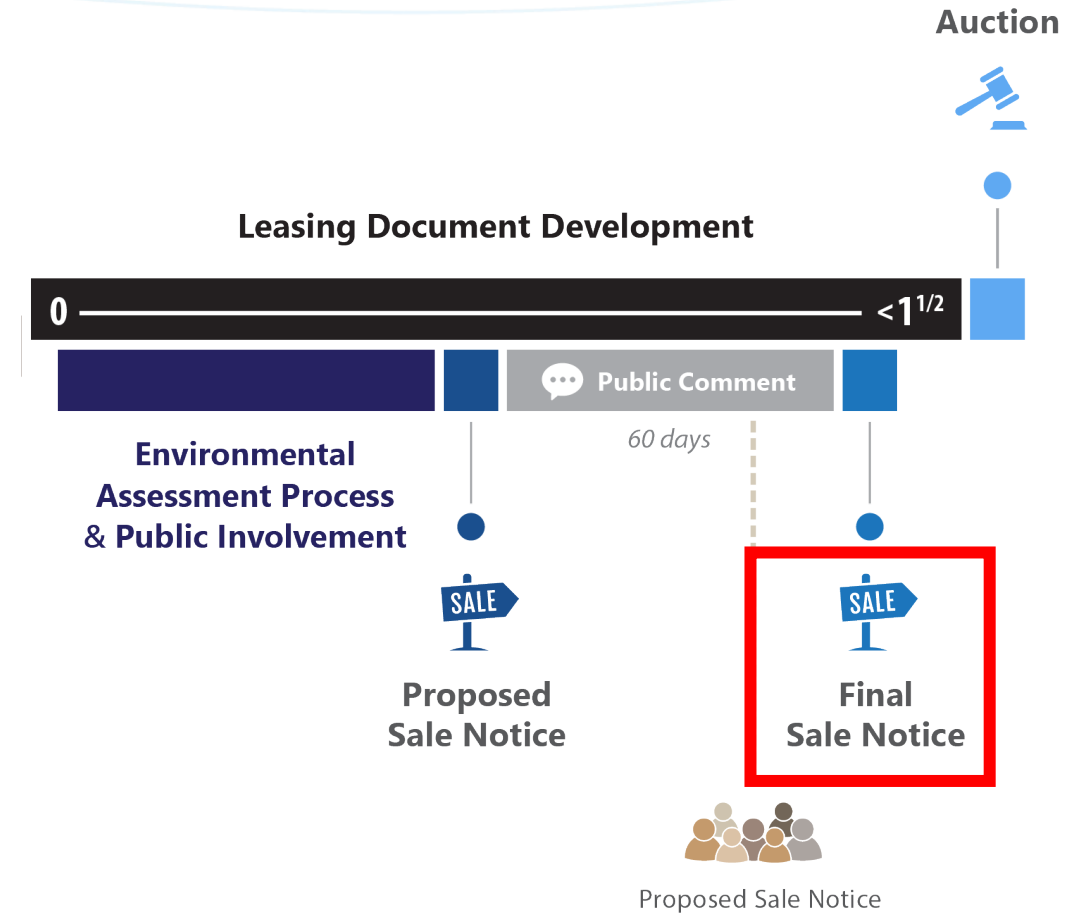 Auction
Leasing Document Development
0 <1 1/2
Public Comment
60 days
Environmental
Assessment Process
& Public Involvement
SALE
SALE
Proposed
Sale Notice
Final
Sale Notice
Proposed Sale Notice